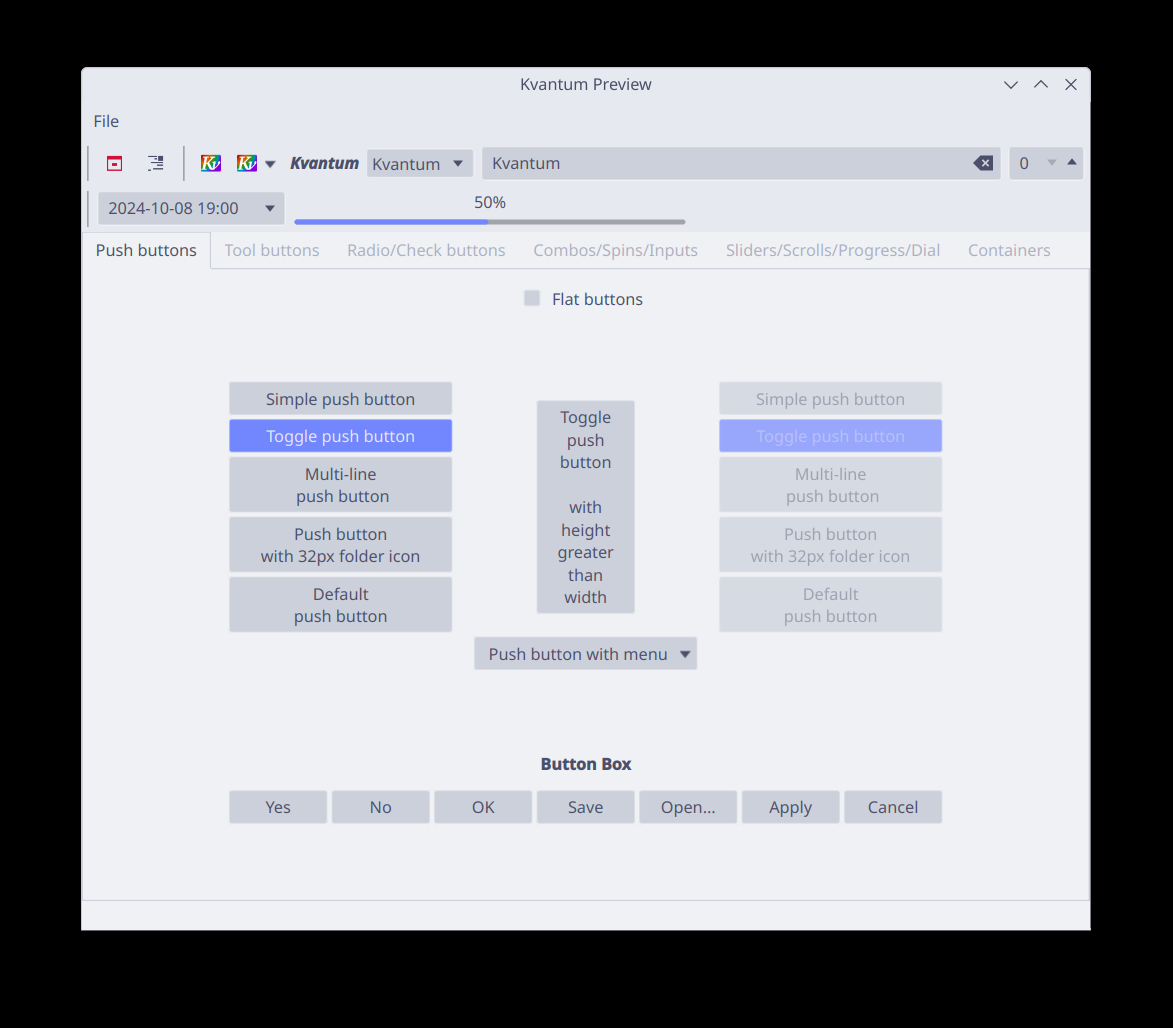 Kvantum Preview
File
Kv Kv Kvantum Kvantum Kvantum 0
2024-10-08 19:00 50%
Push buttons Tool buttons Radio/Check buttons Combos/Spins/Inputs Sliders/Scrolls/Progress/Dial Containers
Flat buttons
Simple push button
Toggle push button
Multi-line
push button
Push button
with 32px folder icon
Default
push button
Toggle
push
button
with
height
greater
than
width
Push button with menu
Simple push button
Toggle push button
Multi-line
push button
Push button
with 32px folder icon
Default
push button
Button Box
Yes No OK Save Open... Apply Cancel